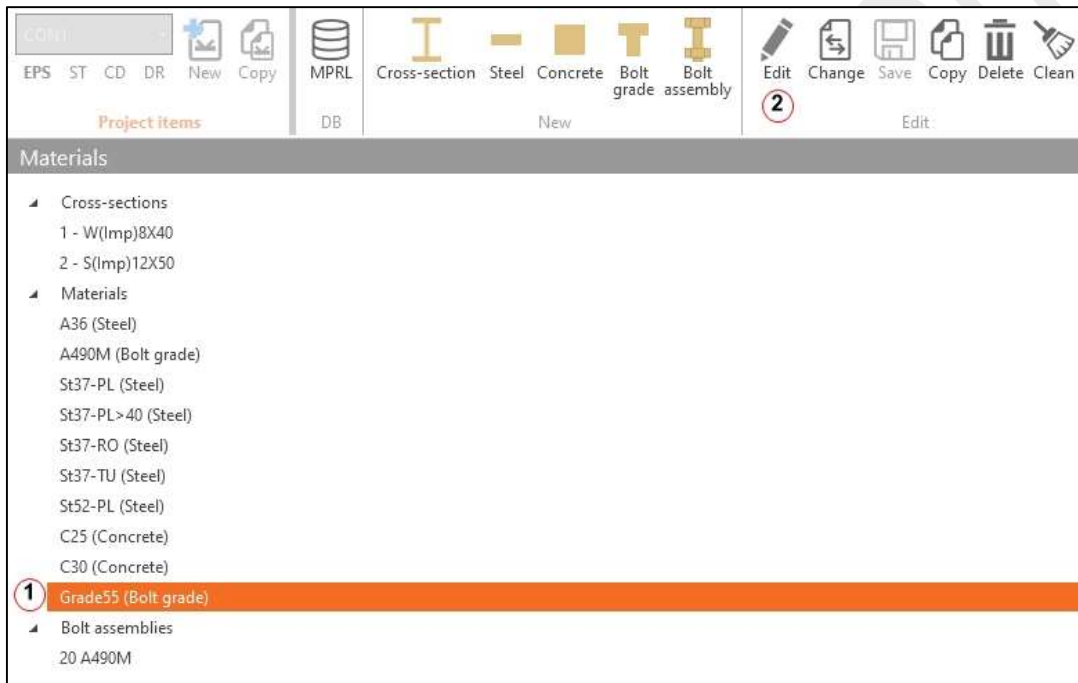 CON1
EPS ST CD DR New Copy MPRL Cross-section Steel Concrete Bolt grade Bolt assembly Edit Change Save Copy Delete Clean
2
Project items DB New Edit
Materials
Cross-sections
1 - W(Imp)8X40
2 - S(Imp)12X50
Materials
A36 (Steel)
A490M (Bolt grade)
St37-PL (Steel)
St37-PL>40 (Steel)
St37-RO (Steel)
St37-TU (Steel)
St52-PL (Steel)
C25 (Concrete)
C30 (Concrete)
1 Grade55 (Bolt grade)
Bolt assemblies
20 A490M